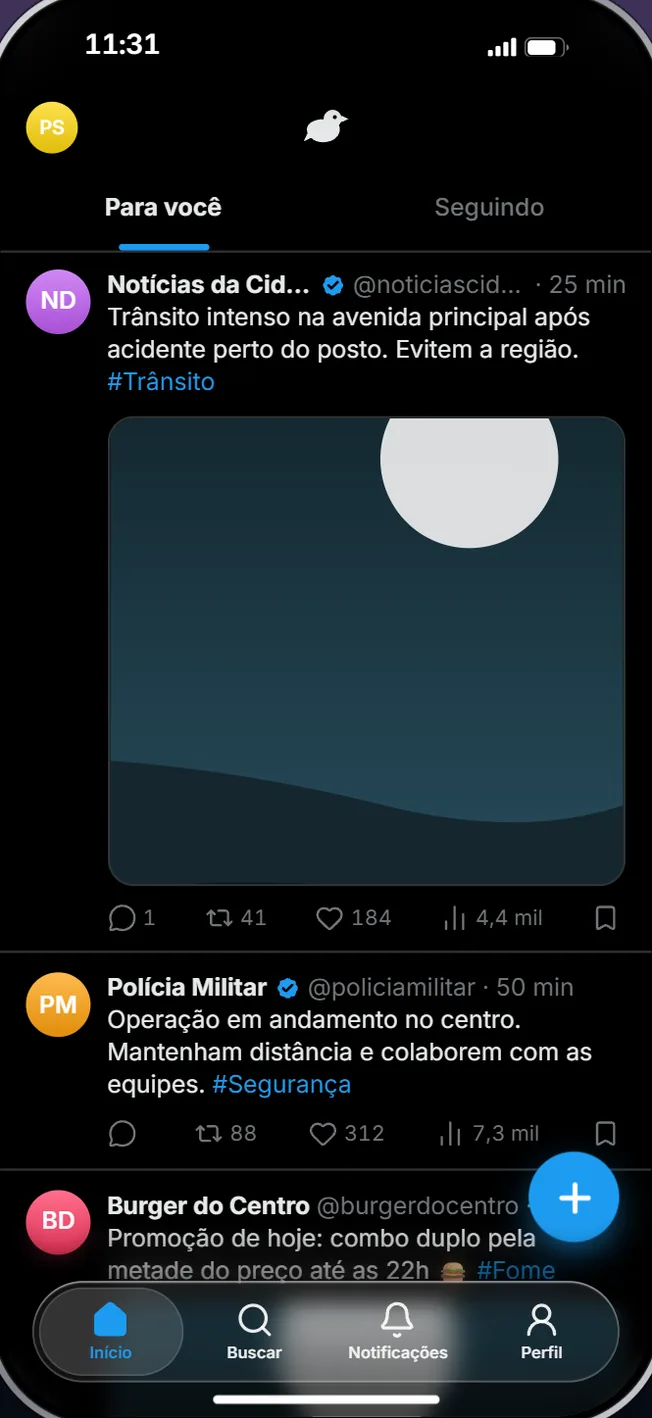 11:31
PS
Para você
Seguindo
ND
Notícias da Cid... @noticiascid... · 25 min
Trânsito intenso na avenida principal após
acidente perto do posto. Evitem a região.
#Trânsito
1 41 184 4,4 mil
PM
Polícia Militar @policiamilitar · 50 min
Operação em andamento no centro.
Mantenham distância e colaborem com as
equipes. #Segurança
88 312 7,3 mil
BD
Burger do Centro @burgerdocentro ·
Promoção de hoje: combo duplo pela
metade do preço até as 22h 🍔 #Fome
Início
Buscar
Notificações
Perfil